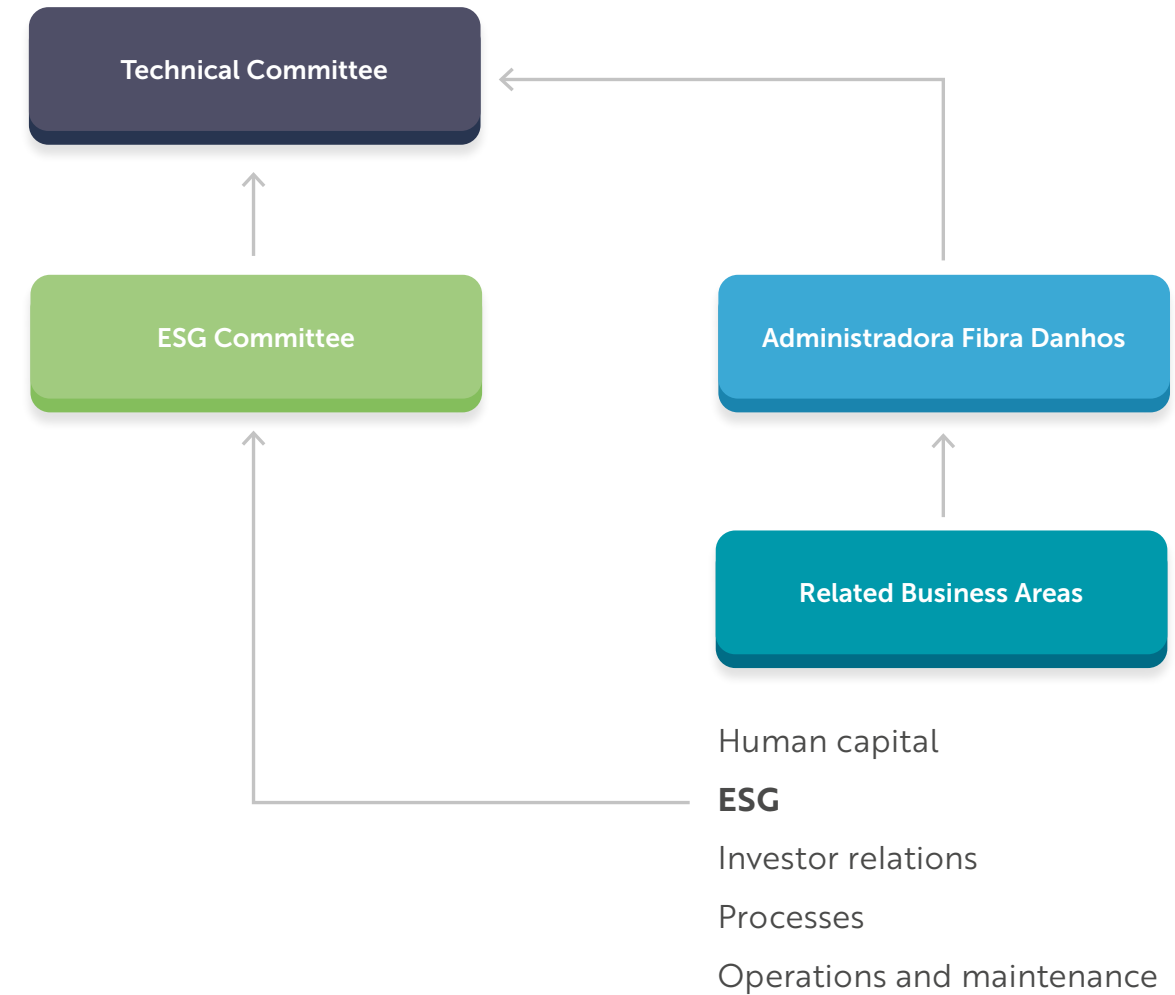 Technical Committee
ESG Committee
Administradora Fibra Danhos
Related Business Areas
Human capital
ESG
Investor relations
Processes
Operations and maintenance